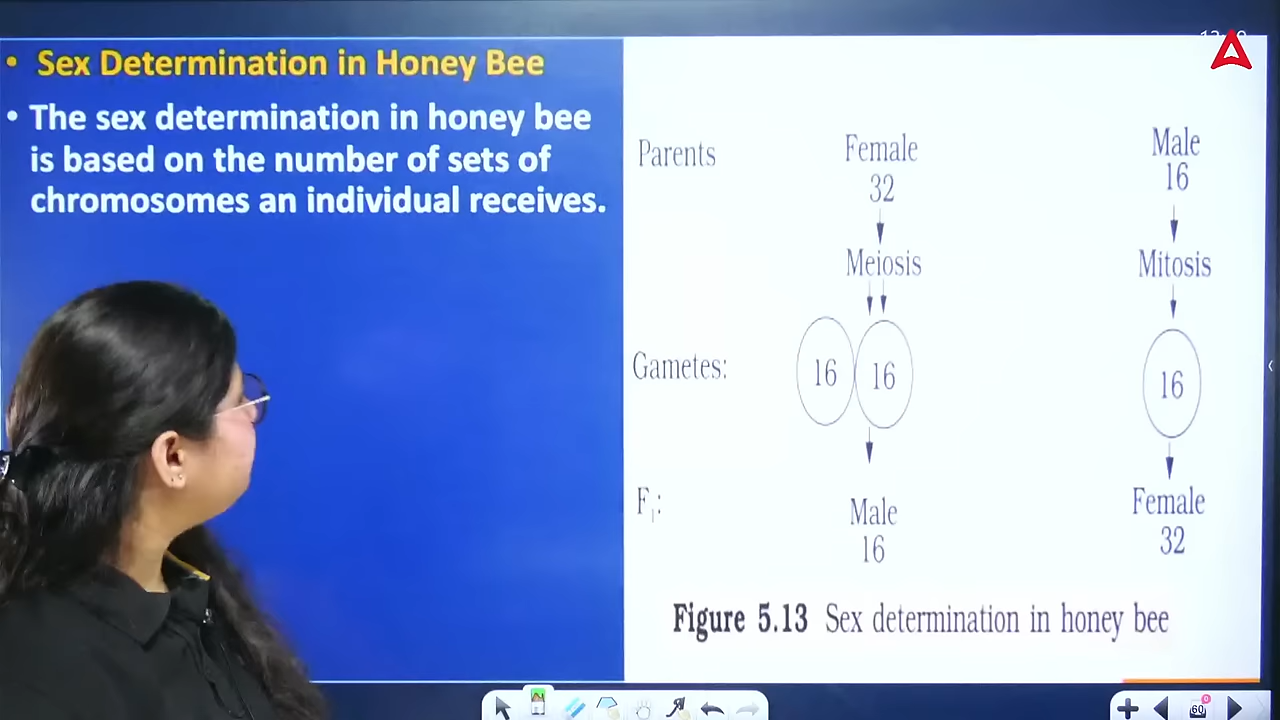 • Sex Determination in Honey Bee
• The sex determination in honey bee
is based on the number of sets of
chromosomes an individual receives.
Parents
Female
32
Male
16
Meiosis
Mitosis
Gametes:
16
16
16
F1:
Male
16
Female
32
Figure 5.13 Sex determination in honey bee
60
0